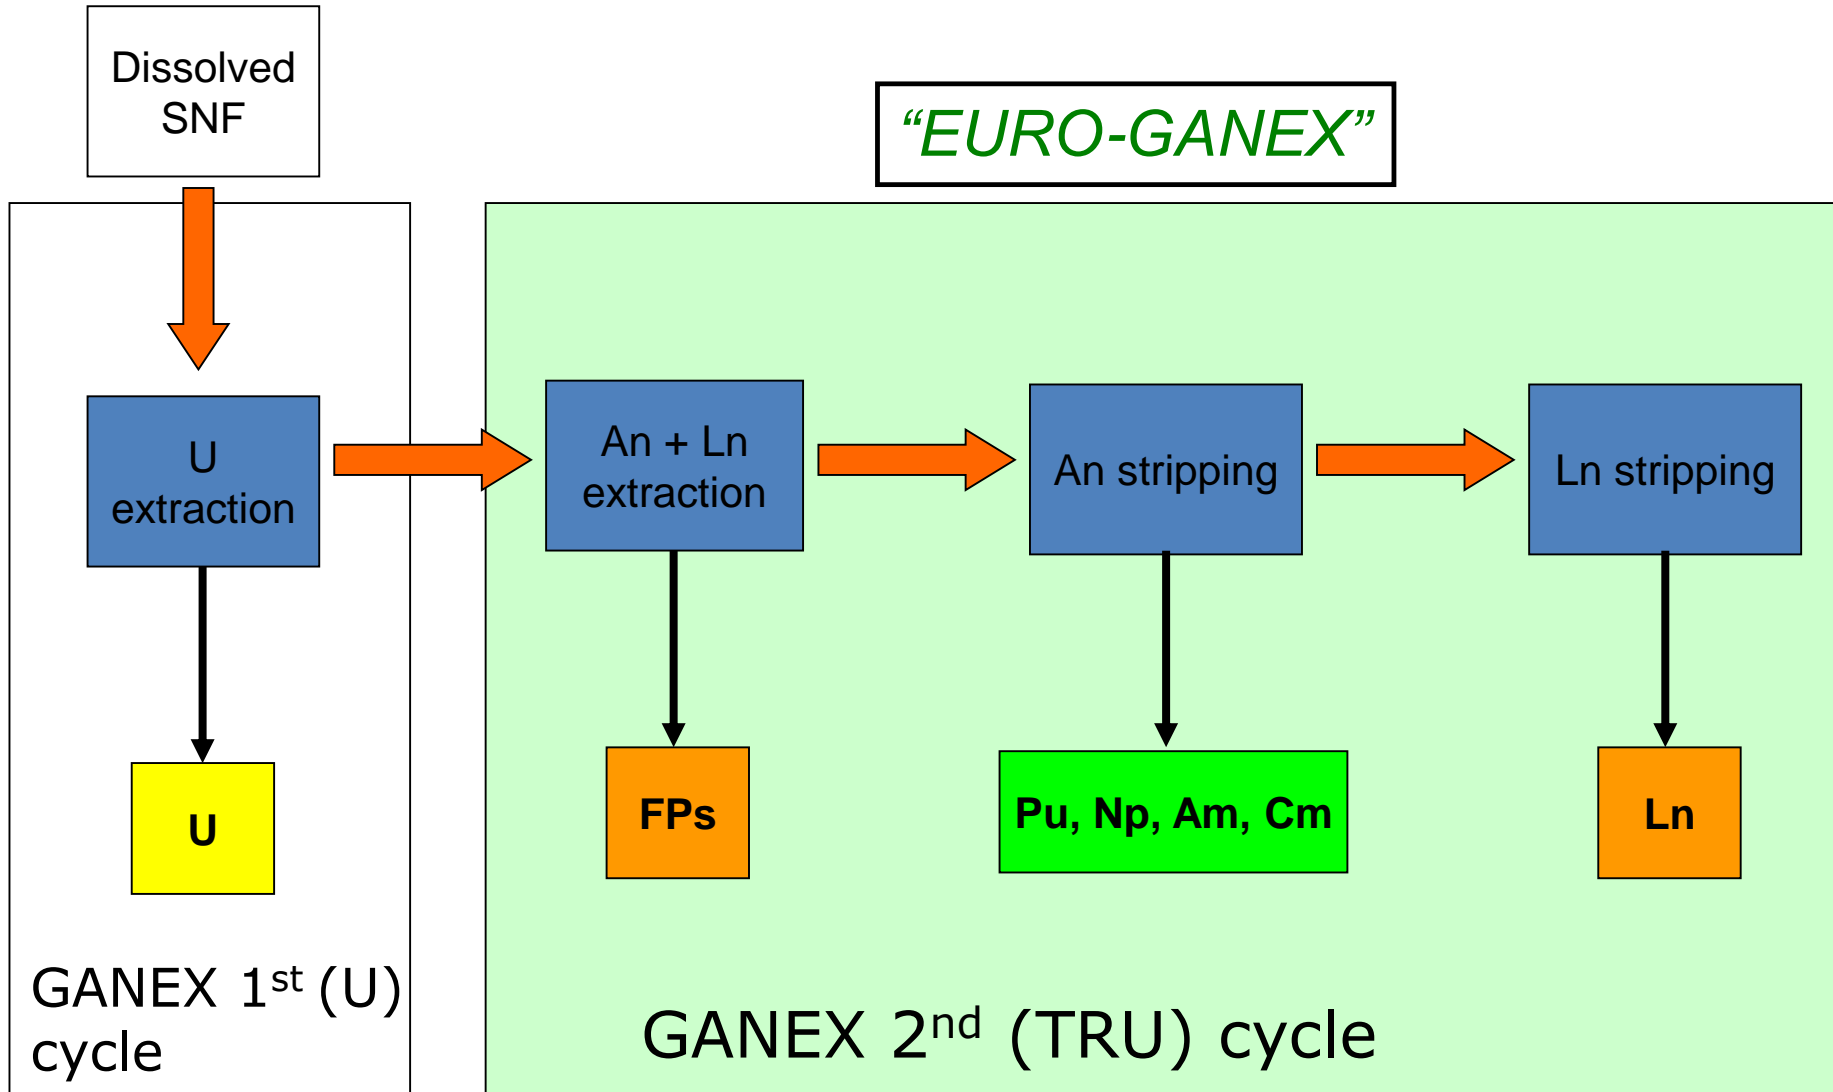 Dissolved
SNF
“EURO-GANEX”
U
extraction
An + Ln
extraction
An stripping
Ln stripping
U
FPs
Pu, Np, Am, Cm
Ln
GANEX 1st (U)
cycle
GANEX 2nd (TRU) cycle